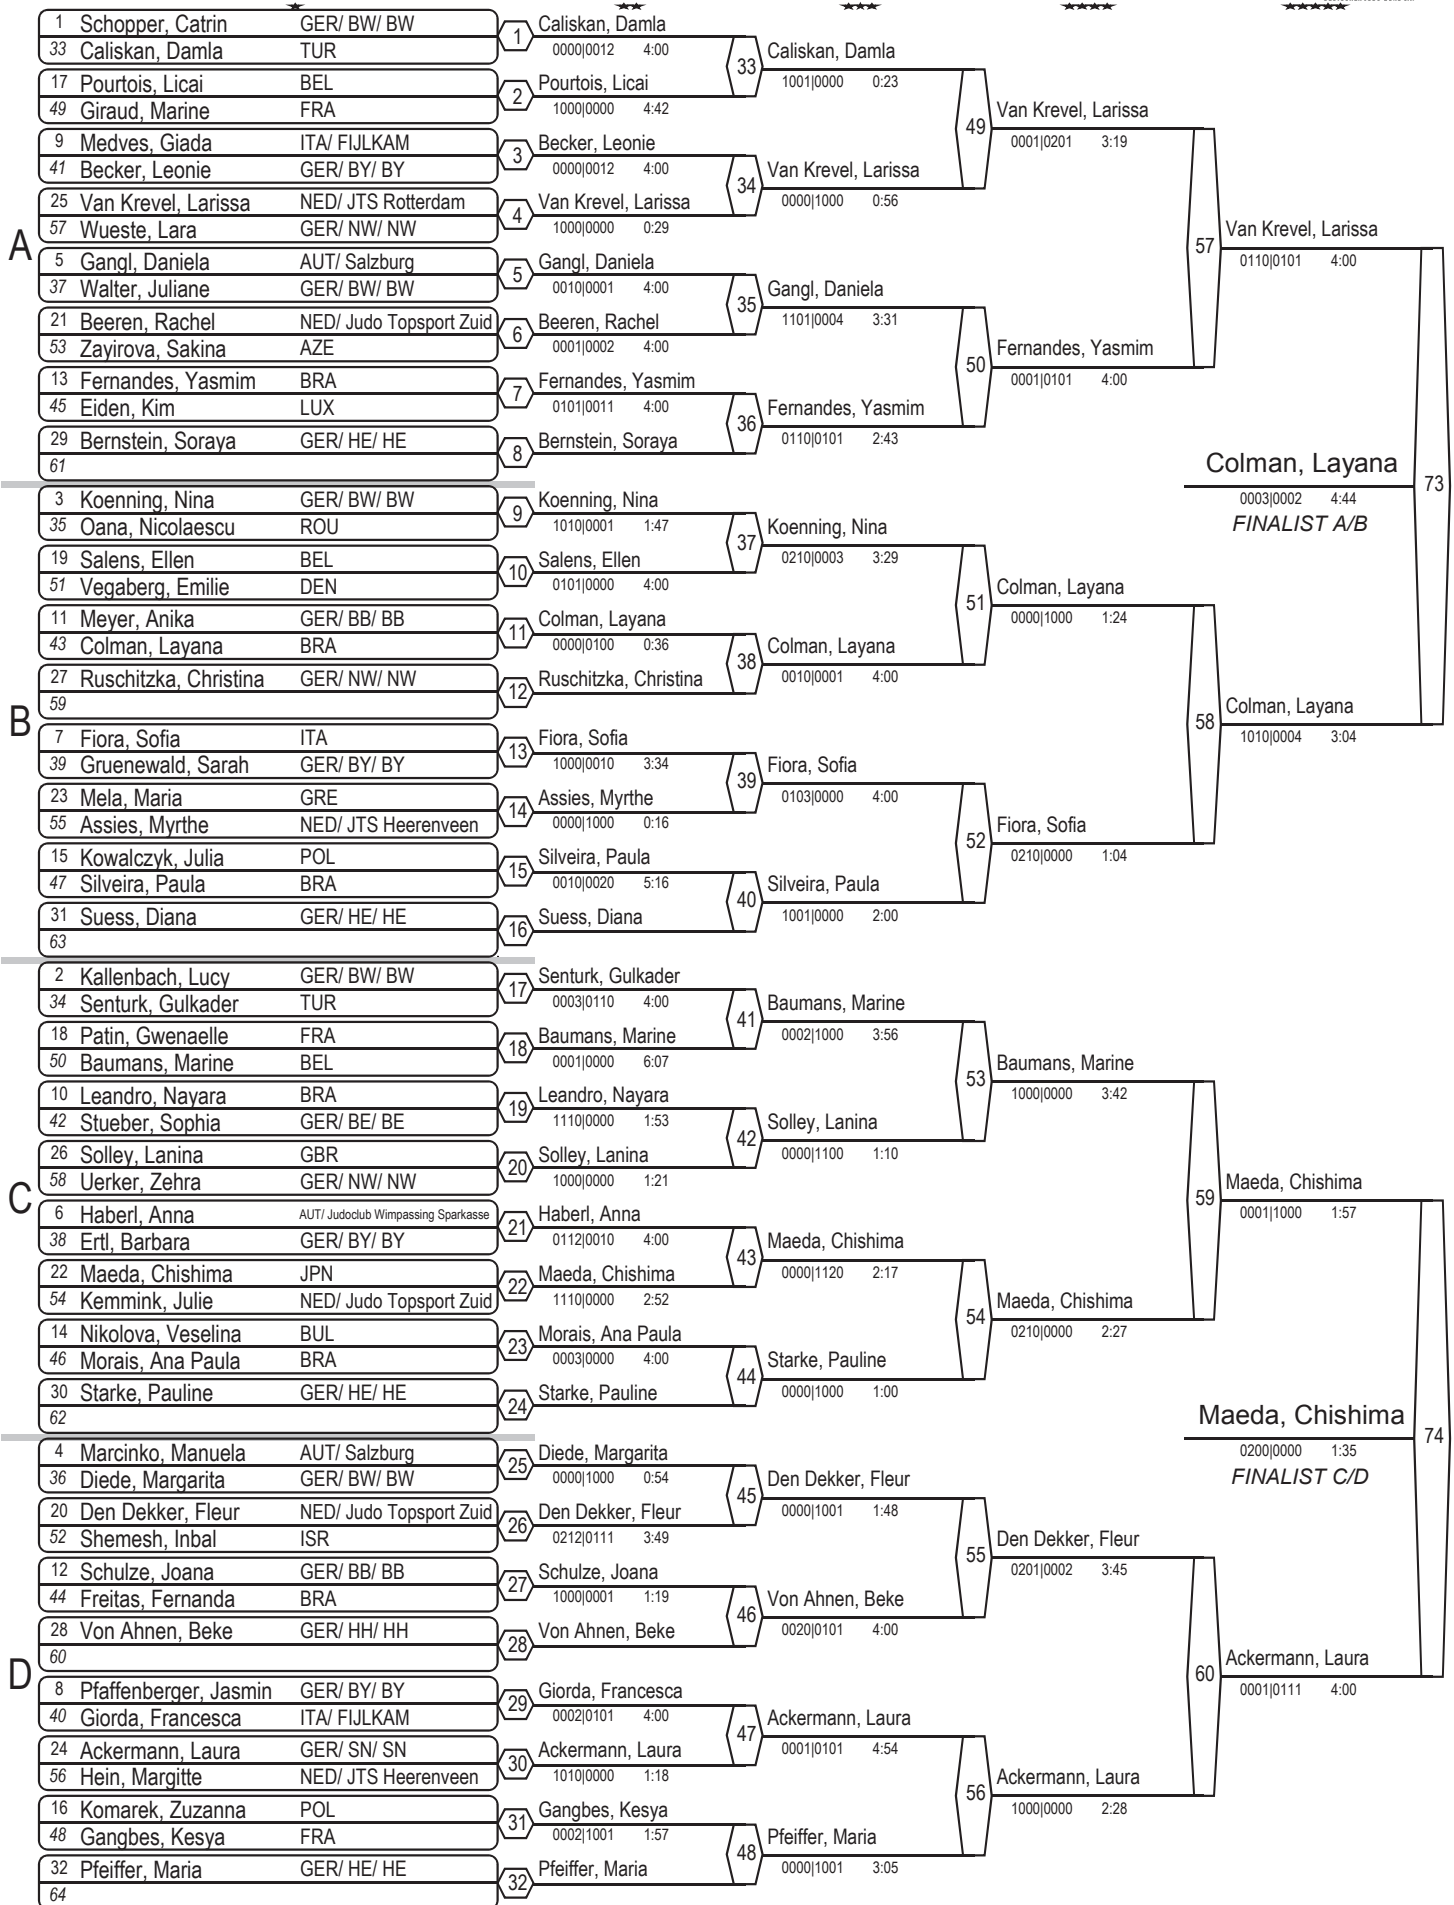 1 Schopper, Catrin GER/ BW/ BW
33 Caliskan, Damla TUR
17 Pourtois, Licai BEL
49 Giraud, Marine FRA
9 Medves, Giada ITA/ FIJLKAM
41 Becker, Leonie GER/ BY/ BY
25 Van Krevel, Larissa NED/ JTS Rotterdam
57 Wueste, Lara GER/ NW/ NW
A
5 Gangl, Daniela AUT/ Salzburg
37 Walter, Juliane GER/ BW/ BW
21 Beeren, Rachel NED/ Judo Topsport Zuid
53 Zayirova, Sakina AZE
13 Fernandes, Yasmim BRA
45 Eiden, Kim LUX
29 Bernstein, Soraya GER/ HE/ HE
61
3 Koenning, Nina GER/ BW/ BW
35 Oana, Nicolaescu ROU
19 Salens, Ellen BEL
51 Vegaberg, Emilie DEN
11 Meyer, Anika GER/ BB/ BB
43 Colman, Layana BRA
27 Ruschitzka, Christina GER/ NW/ NW
59
B
7 Fiora, Sofia ITA
39 Gruenewald, Sarah GER/ BY/ BY
23 Mela, Maria GRE
55 Assies, Myrthe NED/ JTS Heerenveen
15 Kowalczyk, Julia POL
47 Silveira, Paula BRA
31 Suess, Diana GER/ HE/ HE
63
2 Kallenbach, Lucy GER/ BW/ BW
34 Senturk, Gulkader TUR
18 Patin, Gwenaelle FRA
50 Baumans, Marine BEL
10 Leandro, Nayara BRA
42 Stueber, Sophia GER/ BE/ BE
26 Solley, Lanina GBR
58 Uerker, Zehra GER/ NW/ NW
C
6 Haberl, Anna AUT/ Judoclub Wimpassing Sparkasse
38 Ertl, Barbara GER/ BY/ BY
22 Maeda, Chishima JPN
54 Kemmink, Julie NED/ Judo Topsport Zuid
14 Nikolova, Veselina BUL
46 Morais, Ana Paula BRA
30 Starke, Pauline GER/ HE/ HE
62
4 Marcinko, Manuela AUT/ Salzburg
36 Diede, Margarita GER/ BW/ BW
20 Den Dekker, Fleur NED/ Judo Topsport Zuid
52 Shemesh, Inbal ISR
12 Schulze, Joana GER/ BB/ BB
44 Freitas, Fernanda BRA
28 Von Ahnen, Beke GER/ HH/ HH
60
D
8 Pfaffenberger, Jasmin GER/ BY/ BY
40 Giorda, Francesca ITA/ FIJLKAM
24 Ackermann, Laura GER/ SN/ SN
56 Hein, Margitte NED/ JTS Heerenveen
16 Komarek, Zuzanna POL
48 Gangbes, Kesya FRA
32 Pfeiffer, Maria GER/ HE/ HE
64
1 Caliskan, Damla
0000|0012 4:00
2 Pourtois, Licai
1000|0000 4:42
3 Becker, Leonie
0000|0012 4:00
4 Van Krevel, Larissa
1000|0000 0:29
5 Gangl, Daniela
0010|0001 4:00
6 Beeren, Rachel
0001|0002 4:00
7 Fernandes, Yasmim
0101|0011 4:00
8 Bernstein, Soraya
9 Koenning, Nina
1010|0001 1:47
10 Salens, Ellen
0101|0000 4:00
11 Colman, Layana
0000|0100 0:36
12 Ruschitzka, Christina
13 Fiora, Sofia
1000|0010 3:34
14 Assies, Myrthe
0000|1000 0:16
15 Silveira, Paula
0010|0020 5:16
16 Suess, Diana
17 Senturk, Gulkader
0003|0110 4:00
18 Baumans, Marine
0001|0000 6:07
19 Leandro, Nayara
1110|0000 1:53
20 Solley, Lanina
1000|0000 1:21
21 Haberl, Anna
0112|0010 4:00
22 Maeda, Chishima
1110|0000 2:52
23 Morais, Ana Paula
0003|0000 4:00
24 Starke, Pauline
25 Diede, Margarita
0000|1000 0:54
26 Den Dekker, Fleur
0212|0111 3:49
27 Schulze, Joana
1000|0001 1:19
28 Von Ahnen, Beke
29 Giorda, Francesca
0002|0101 4:00
30 Ackermann, Laura
1010|0000 1:18
31 Gangbes, Kesya
0002|1001 1:57
32 Pfeiffer, Maria
33 Caliskan, Damla
1001|0000 0:23
34 Van Krevel, Larissa
0000|1000 0:56
35 Gangl, Daniela
1101|0004 3:31
36 Fernandes, Yasmim
0110|0101 2:43
37 Koenning, Nina
0210|0003 3:29
38 Colman, Layana
0010|0001 4:00
39 Fiora, Sofia
0103|0000 4:00
40 Silveira, Paula
1001|0000 2:00
41 Baumans, Marine
0002|1000 3:56
42 Solley, Lanina
0000|1100 1:10
43 Maeda, Chishima
0000|1120 2:17
44 Starke, Pauline
0000|1000 1:00
45 Den Dekker, Fleur
0000|1001 1:48
46 Von Ahnen, Beke
0020|0101 4:00
47 Ackermann, Laura
0001|0101 4:54
48 Pfeiffer, Maria
0000|1001 3:05
49 Van Krevel, Larissa
0001|0201 3:19
50 Fernandes, Yasmim
0001|0101 4:00
51 Colman, Layana
0000|1000 1:24
52 Fiora, Sofia
0210|0000 1:04
53 Baumans, Marine
1000|0000 3:42
54 Maeda, Chishima
0210|0000 2:27
55 Den Dekker, Fleur
0201|0002 3:45
56 Ackermann, Laura
1000|0000 2:28
57 Van Krevel, Larissa
0110|0101 4:00
58 Colman, Layana
1010|0004 3:04
59 Maeda, Chishima
0001|1000 1:57
60 Ackermann, Laura
0001|0111 4:00
Colman, Layana 73
0003|0002 4:44
FINALIST A/B
Maeda, Chishima 74
0200|0000 1:35
FINALIST C/D